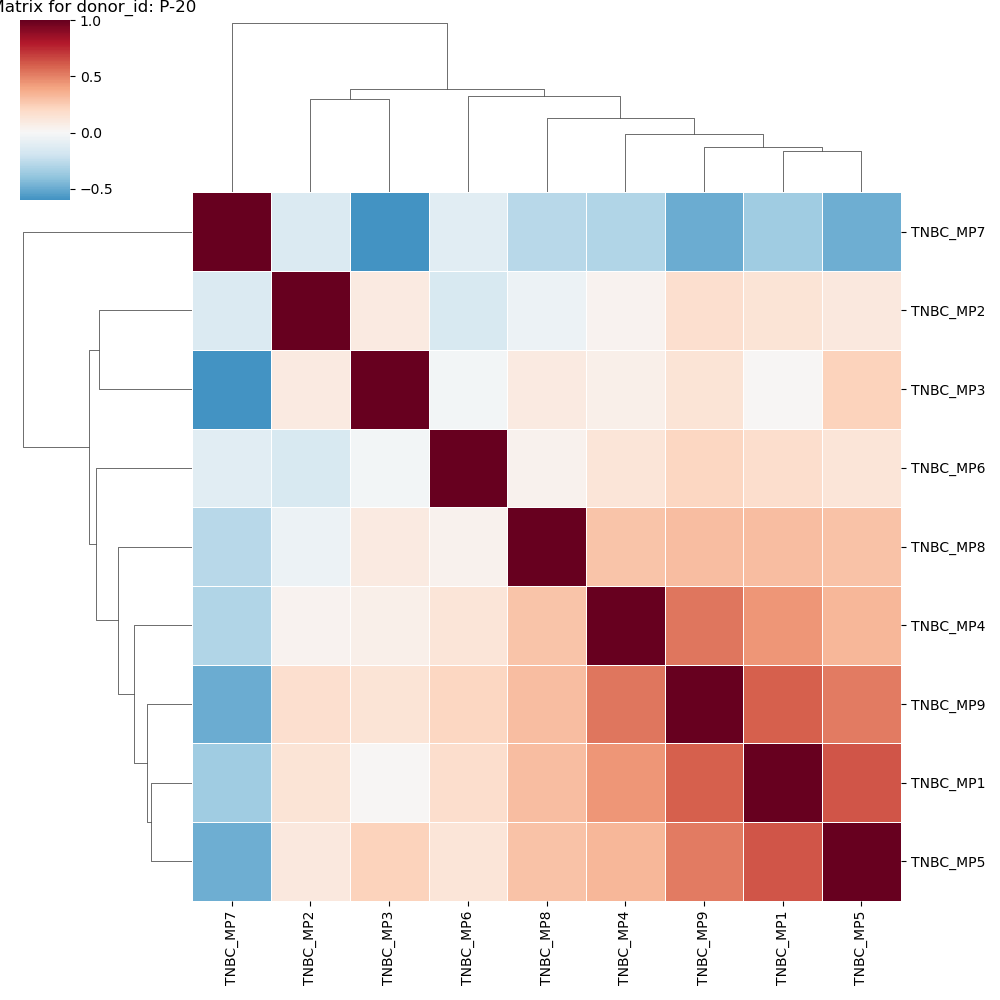 Matrix for donor_id: P-20
1.0
0.5
0.0
−0.5
TNBC_MP7
TNBC_MP2
TNBC_MP3
TNBC_MP6
TNBC_MP8
TNBC_MP4
TNBC_MP9
TNBC_MP1
TNBC_MP5
TNBC_MP7
TNBC_MP2
TNBC_MP3
TNBC_MP6
TNBC_MP8
TNBC_MP4
TNBC_MP9
TNBC_MP1
TNBC_MP5